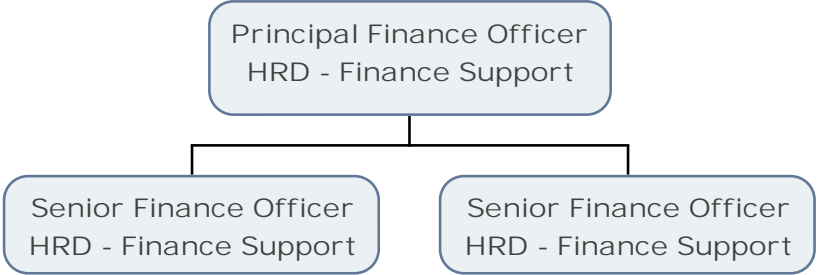 Principal Finance Officer
HRD - Finance Support
Senior Finance Officer
HRD - Finance Support
Senior Finance Officer
HRD - Finance Support